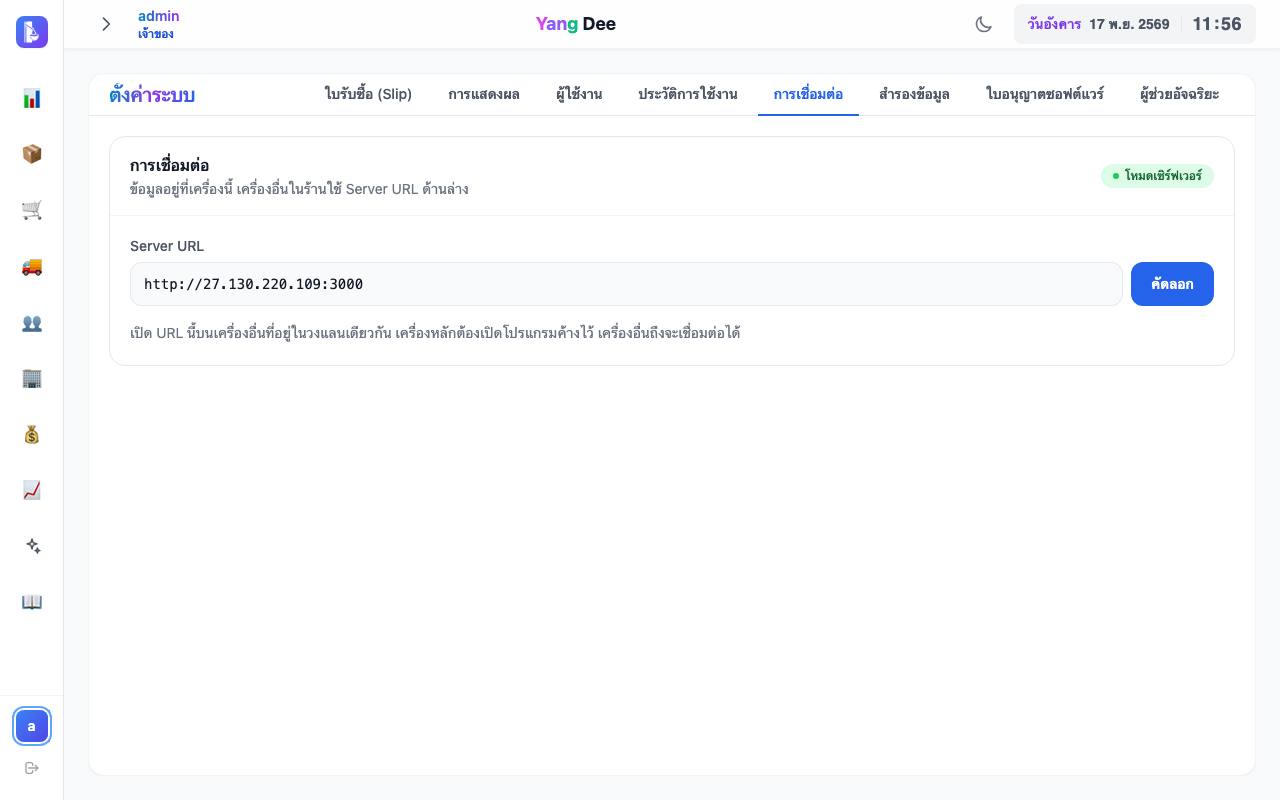 admin
เจ้าของ
Yang Dee
วันอังคาร 17 พ.ย. 2569 11:56
ตั้งค่าระบบ
ใบรับซื้อ (Slip)
การแสดงผล
ผู้ใช้งาน
ประวัติการใช้งาน
การเชื่อมต่อ
สำรองข้อมูล
ใบอนุญาตซอฟต์แวร์
ผู้ช่วยอัจฉริยะ
การเชื่อมต่อ
ข้อมูลอยู่ที่เครื่องนี้ เครื่องอื่นในร้านใช้ Server URL ด้านล่าง
โหมดเซิร์ฟเวอร์
Server URL
http://27.130.220.109:3000
คัดลอก
เปิด URL นี้บนเครื่องอื่นที่อยู่ในวงแลนเดียวกัน เครื่องหลักต้องเปิดโปรแกรมค้างไว้ เครื่องอื่นถึงจะเชื่อมต่อได้
a